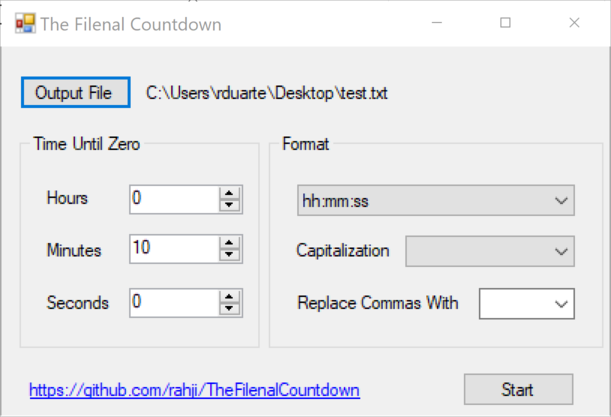 The Filenal Countdown
Output File C:\Users\rduarte\Desktop\test.txt
Time Until Zero
Hours 0
Minutes 10
Seconds 0
Format
hh:mm:ss
Capitalization
Replace Commas With
https://github.com/rahji/TheFilenalCountdown
Start